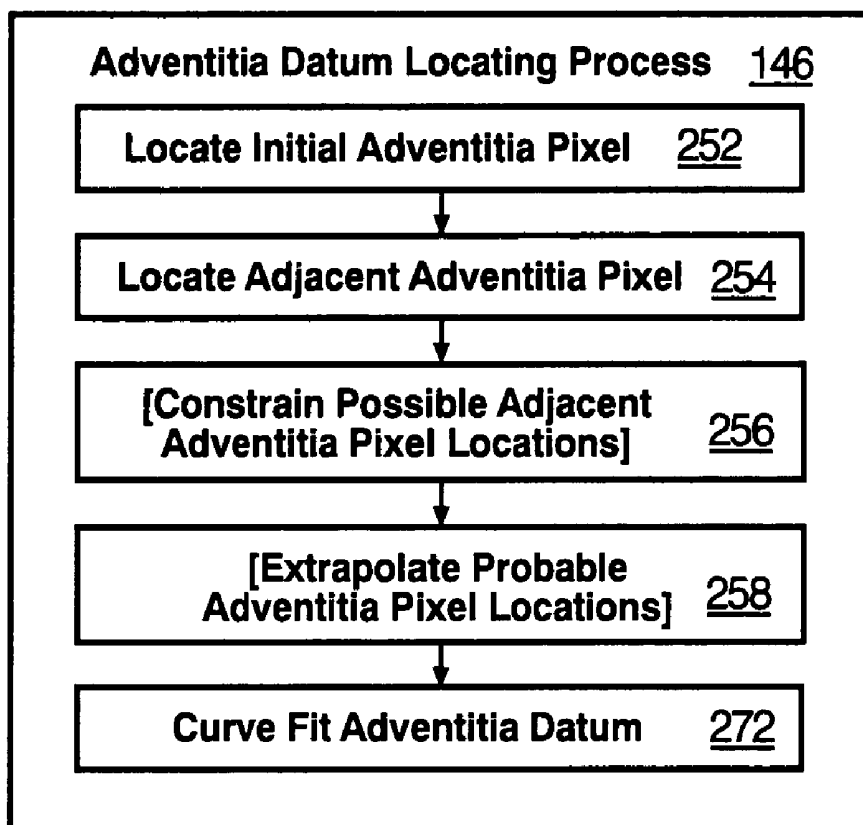 Adventitia Datum Locating Process 146
Locate Initial Adventitia Pixel 252
Locate Adjacent Adventitia Pixel 254
[Constrain Possible Adjacent
Adventitia Pixel Locations] 256
[Extrapolate Probable
Adventitia Pixel Locations] 258
Curve Fit Adventitia Datum 272